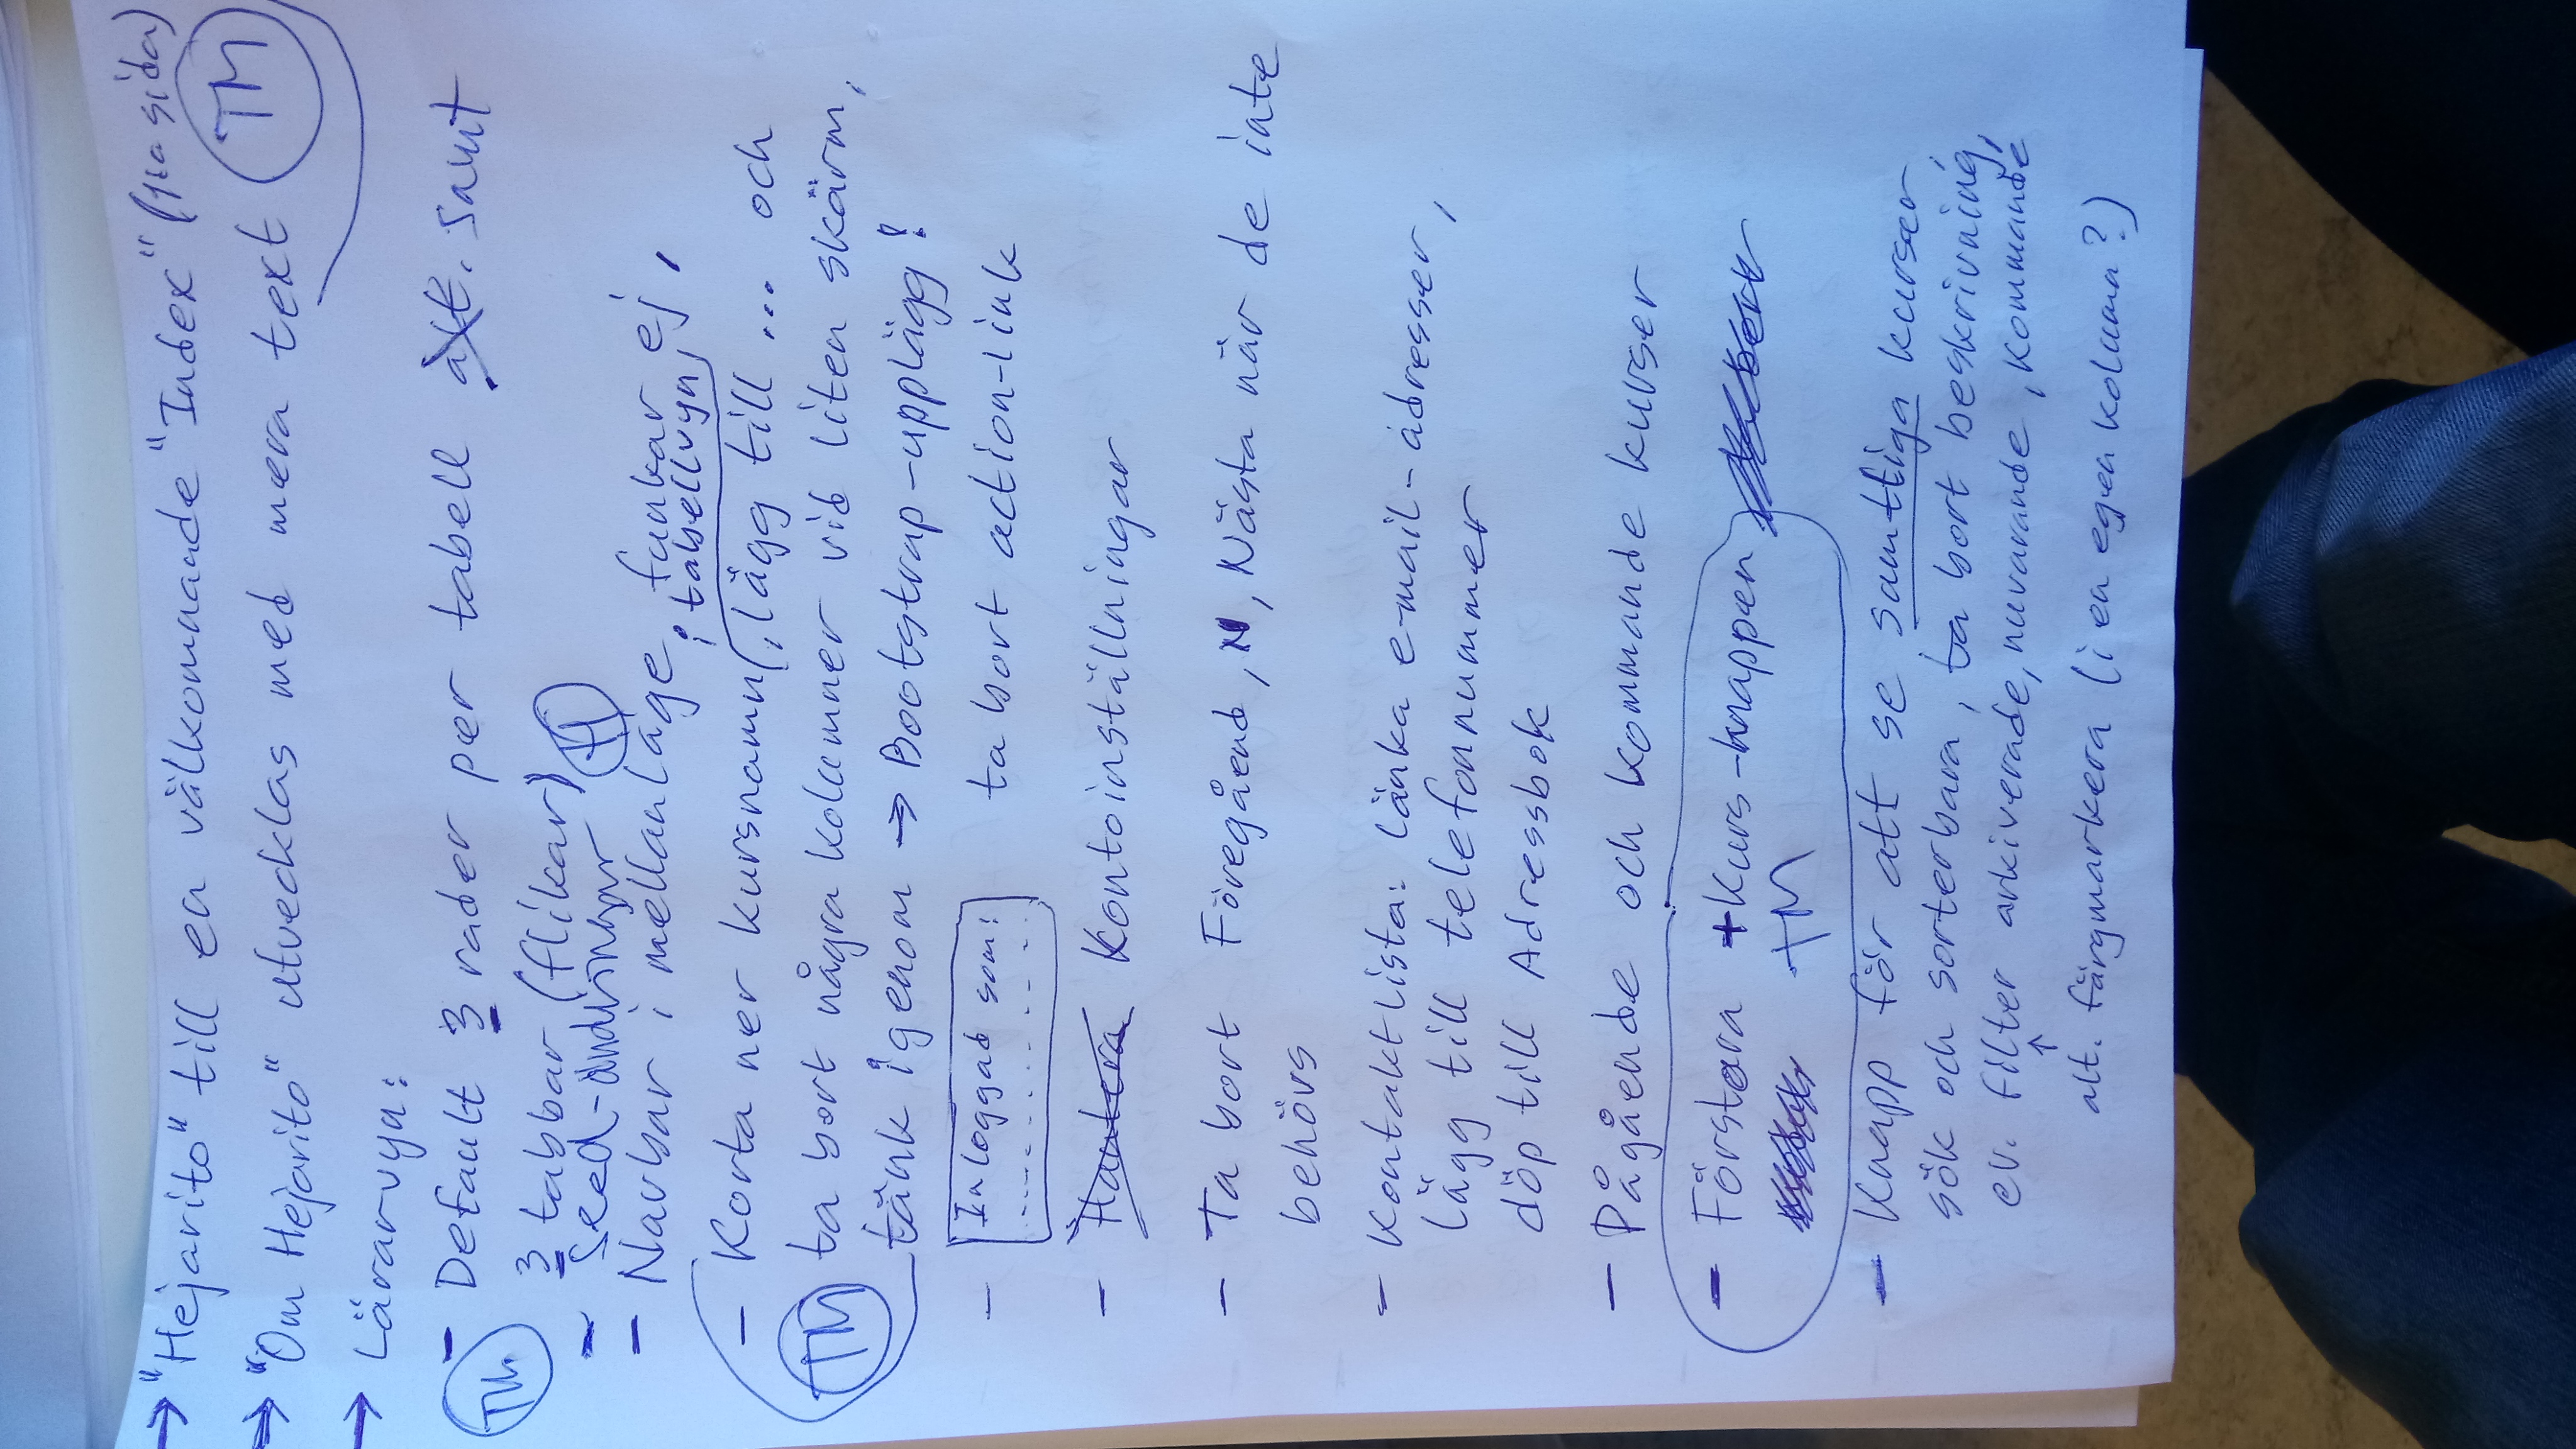 → "Hejarito" till en välkomnande "Index" (1:a sida)
⇒ "Om Hejarito" utvecklas med mera text TM
→ Lärarvyn:
- Default 3 rader per tabell alt. samt
TM
3 tabbar (flikar)
- Seed-ändringar H
- Navbar i mellanläge, funkar ej,
i tabellvyn
- Korta ner kursnamn, lägg till ... och
TM ta bort några kolumner vid liten skärm,
tänk igenom → Bootstrap-upplägg!
- Inloggad som: ta bort action-link
- Hantera Kontoinställningar
- Ta bort Föregåend, N, Nästa när de inte
behövs
- Kontaktlista: länka e-mail-adresser,
lägg till telefonnummer
döp till Adressbok
- Pågående och kommande kurser
- Förstora +Kurs-knappen
TM
- Knapp för att se samtliga kurser,
sök och sorterbara, ta bort beskrivning,
ev. filter arkiverade, nuvarande, kommande
↑
alt. färgmarkera (i en egen kolumn?)